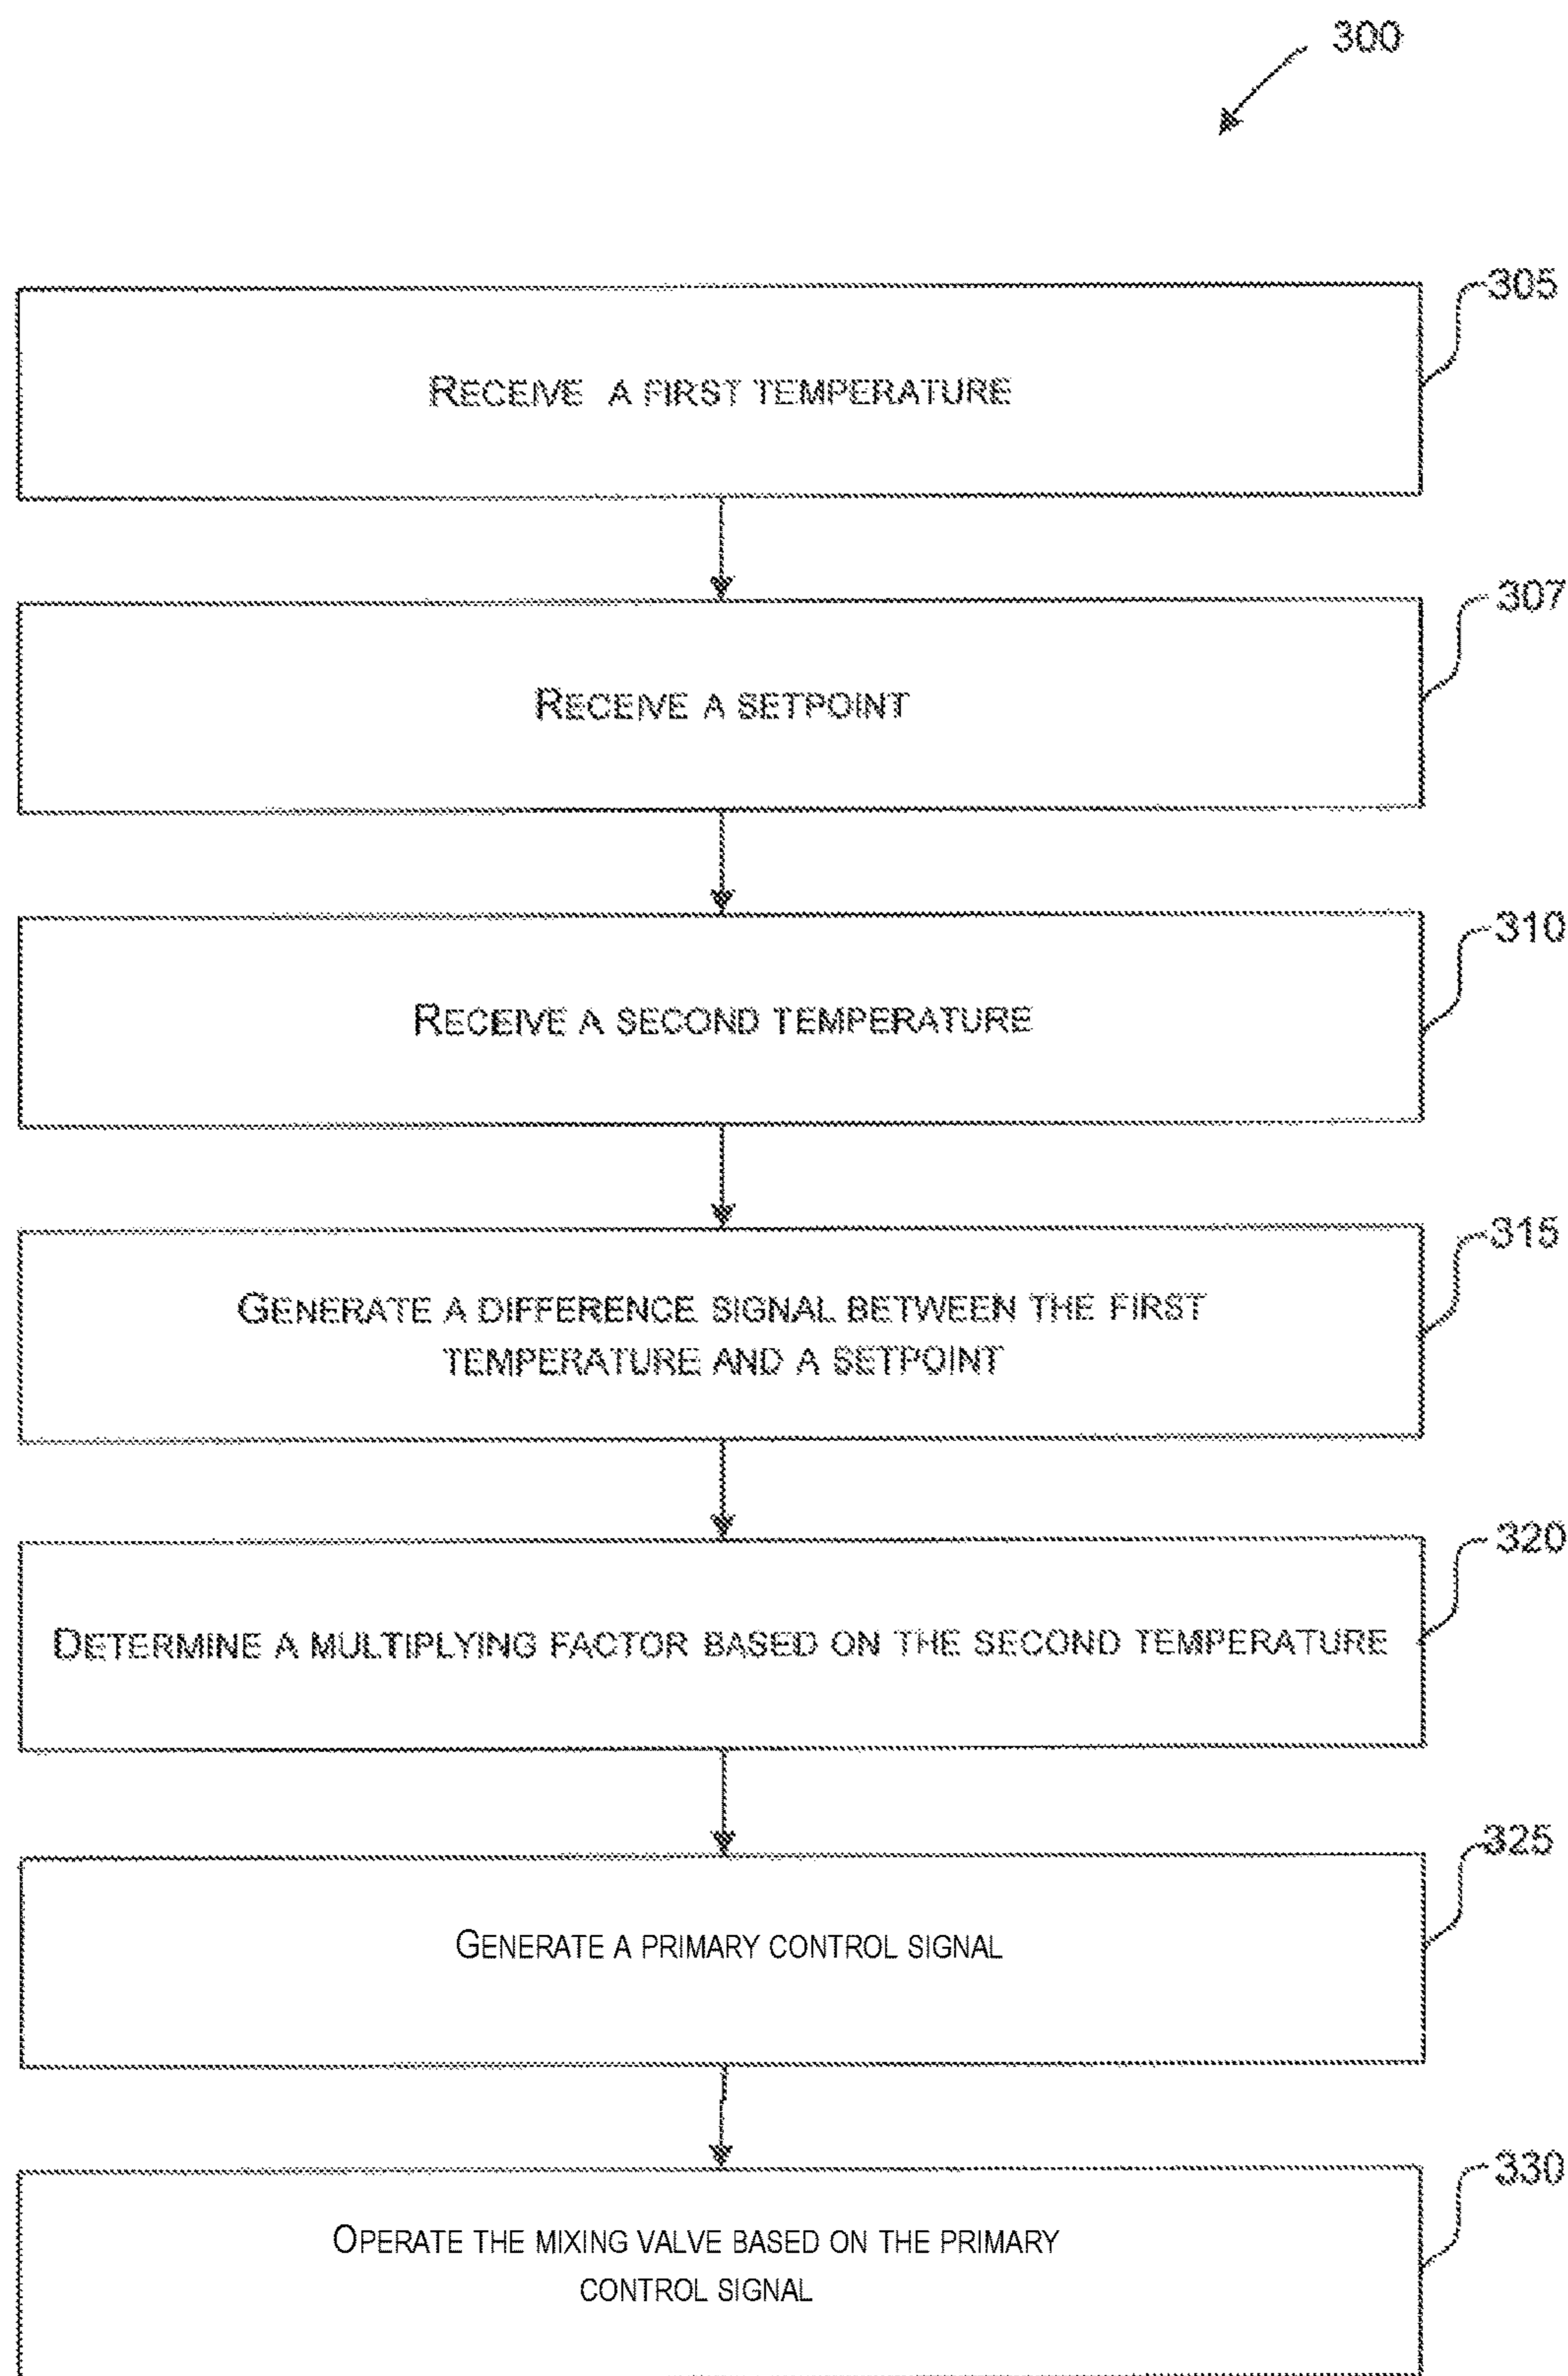 300
305
RECEIVE A FIRST TEMPERATURE
307
RECEIVE A SETPOINT
310
RECEIVE A SECOND TEMPERATURE
315
GENERATE A DIFFERENCE SIGNAL BETWEEN THE FIRST
TEMPERATURE AND A SETPOINT
320
DETERMINE A MULTIPLYING FACTOR BASED ON THE SECOND TEMPERATURE
325
GENERATE A PRIMARY CONTROL SIGNAL
330
OPERATE THE MIXING VALVE BASED ON THE PRIMARY
CONTROL SIGNAL